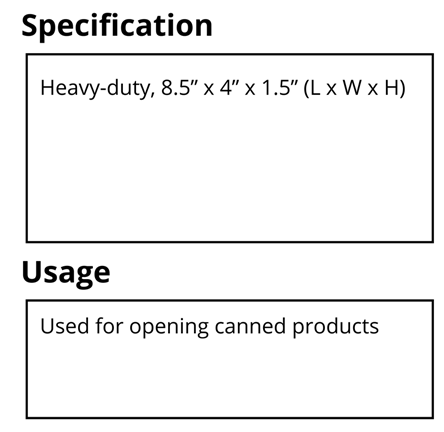 Specification
Heavy-duty, 8.5” x 4” x 1.5” (L x W x H)
Usage
Used for opening canned products